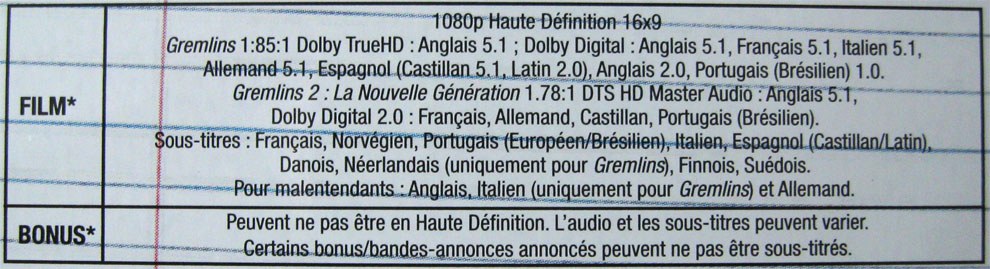 1080p Haute Définition 16x9
Gremlins 1:85:1 Dolby TrueHD : Anglais 5.1 ; Dolby Digital : Anglais 5.1, Français 5.1, Italien 5.1,
Allemand 5.1, Espagnol (Castillan 5.1, Latin 2.0), Anglais 2.0, Portugais (Brésilien) 1.0.
FILM*
Gremlins 2 : La Nouvelle Génération 1.78:1 DTS HD Master Audio : Anglais 5.1,
Dolby Digital 2.0 : Français, Allemand, Castillan, Portugais (Brésilien).
Sous-titres : Français, Norvégien, Portugais (Européen/Brésilien), Italien, Espagnol (Castillan/Latin),
Danois, Néerlandais (uniquement pour Gremlins), Finnois, Suédois.
Pour malentendants : Anglais, Italien (uniquement pour Gremlins) et Allemand.
BONUS*
Peuvent ne pas être en Haute Définition. L'audio et les sous-titres peuvent varier.
Certains bonus/bandes-annonces annoncés peuvent ne pas être sous-titrés.